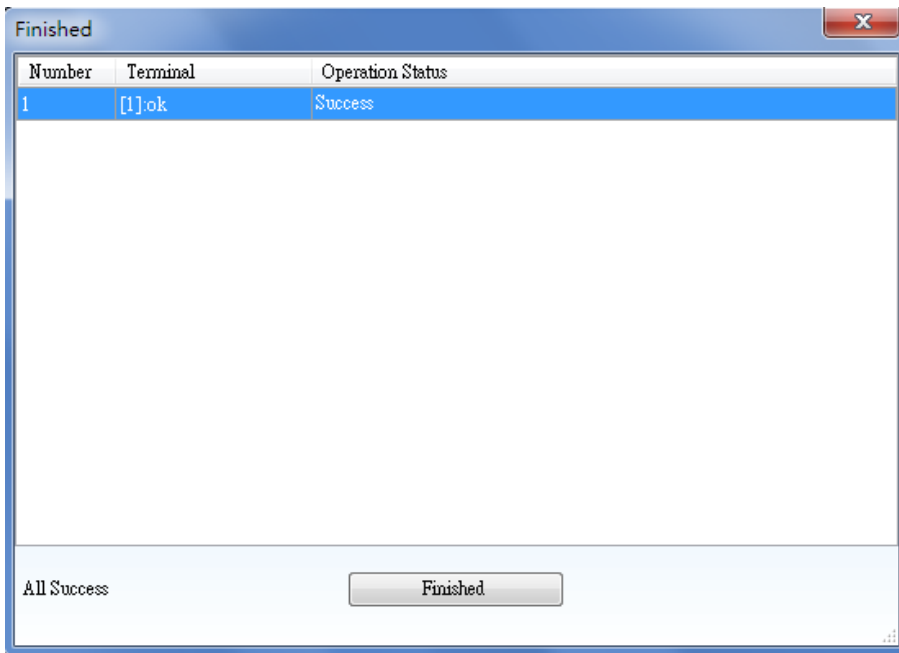 Finished
Number Terminal Operation Status
1 [1]:ok Success
All Success Finished